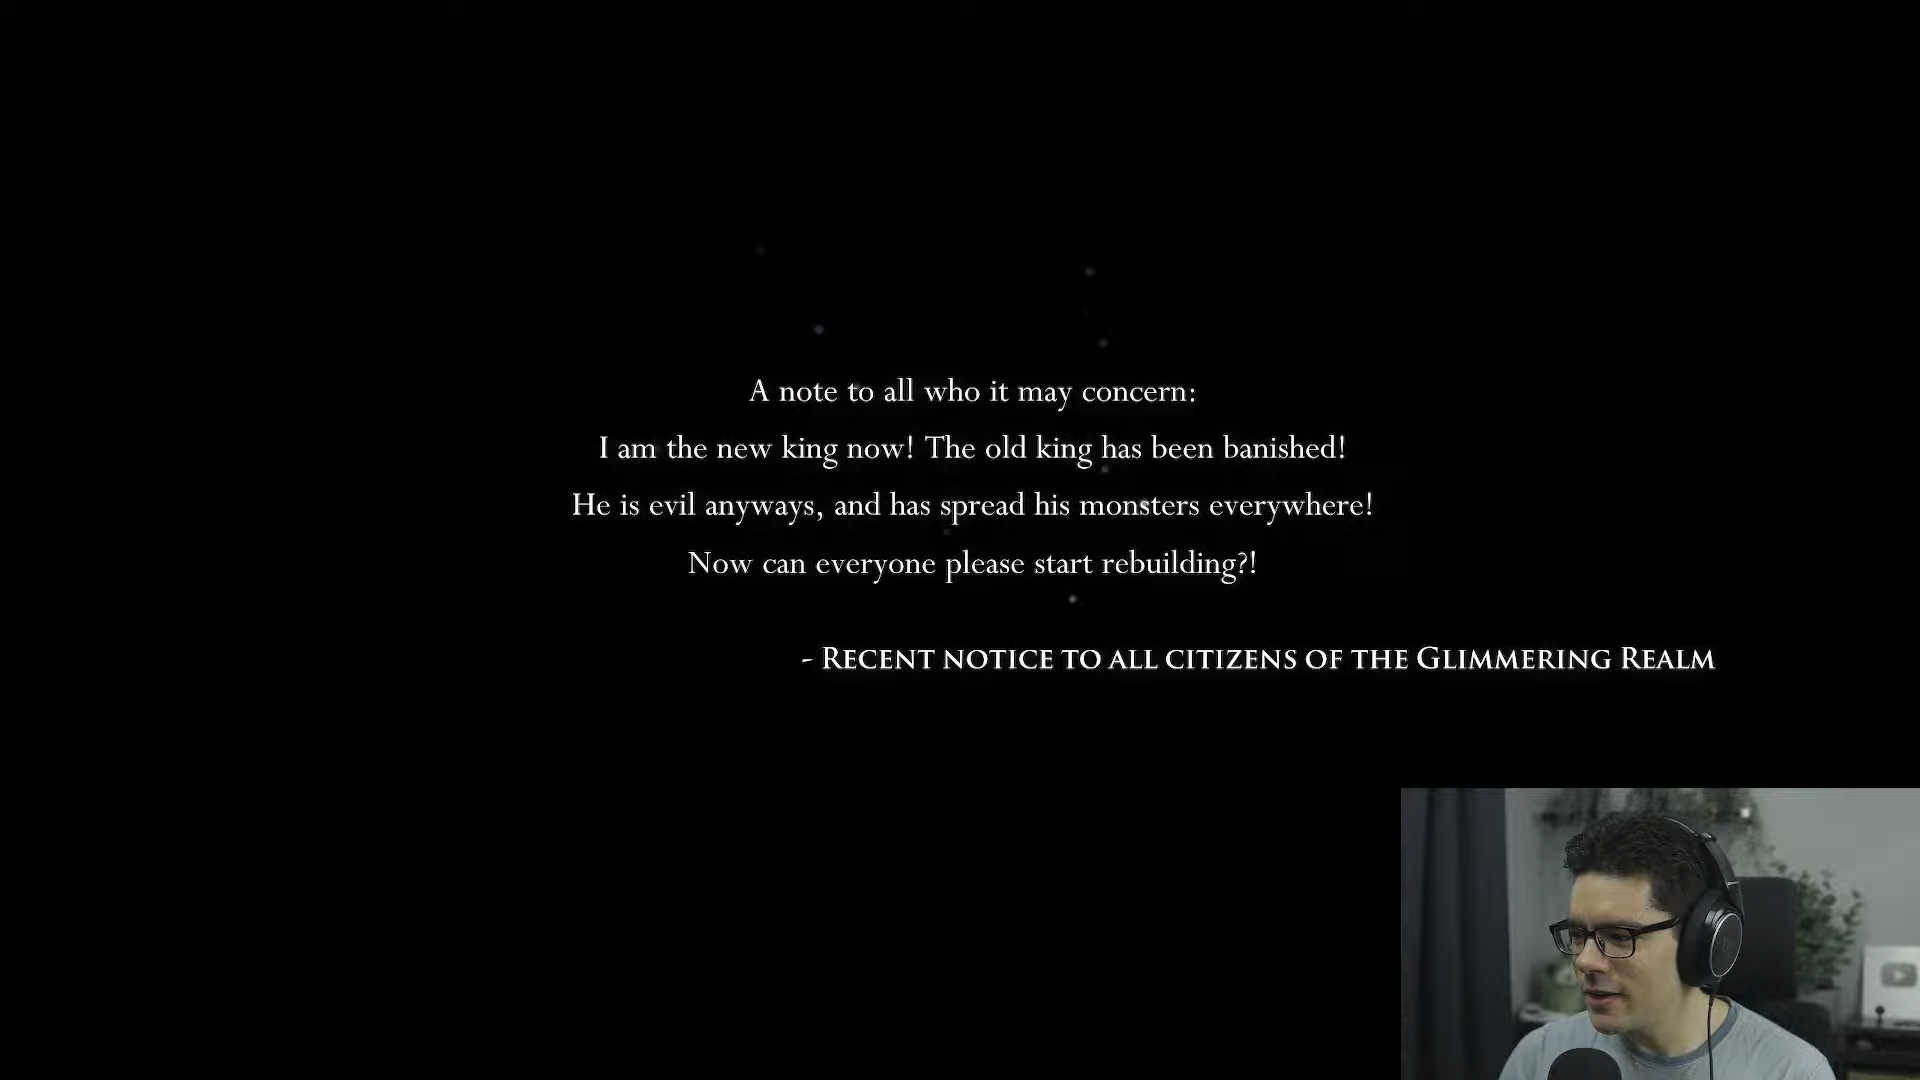 A note to all who it may concern:
I am the new king now! The old king has been banished!
He is evil anyways, and has spread his monsters everywhere!
Now can everyone please start rebuilding?!
- Recent notice to all citizens of the Glimmering Realm